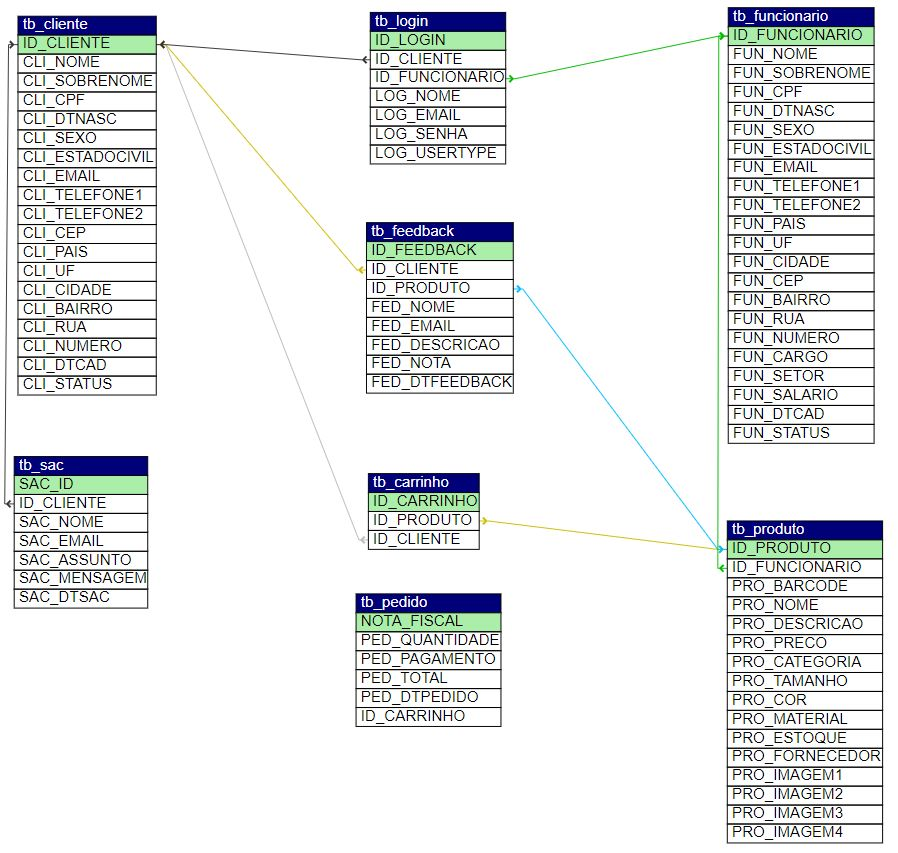 tb_cliente
ID_CLIENTE
CLI_NOME
CLI_SOBRENOME
CLI_CPF
CLI_DTNASC
CLI_SEXO
CLI_ESTADOCIVIL
CLI_EMAIL
CLI_TELEFONE1
CLI_TELEFONE2
CLI_CEP
CLI_PAIS
CLI_UF
CLI_CIDADE
CLI_BAIRRO
CLI_RUA
CLI_NUMERO
CLI_DTCAD
CLI_STATUS
tb_sac
SAC_ID
ID_CLIENTE
SAC_NOME
SAC_EMAIL
SAC_ASSUNTO
SAC_MENSAGEM
SAC_DTSAC
tb_login
ID_LOGIN
ID_CLIENTE
ID_FUNCIONARIO
LOG_NOME
LOG_EMAIL
LOG_SENHA
LOG_USERTYPE
tb_feedback
ID_FEEDBACK
ID_CLIENTE
ID_PRODUTO
FED_NOME
FED_EMAIL
FED_DESCRICAO
FED_NOTA
FED_DTFEEDBACK
tb_carrinho
ID_CARRINHO
ID_PRODUTO
ID_CLIENTE
tb_pedido
NOTA_FISCAL
PED_QUANTIDADE
PED_PAGAMENTO
PED_TOTAL
PED_DTPEDIDO
ID_CARRINHO
tb_funcionario
ID_FUNCIONARIO
FUN_NOME
FUN_SOBRENOME
FUN_CPF
FUN_DTNASC
FUN_SEXO
FUN_ESTADOCIVIL
FUN_EMAIL
FUN_TELEFONE1
FUN_TELEFONE2
FUN_PAIS
FUN_UF
FUN_CIDADE
FUN_CEP
FUN_BAIRRO
FUN_RUA
FUN_NUMERO
FUN_CARGO
FUN_SETOR
FUN_SALARIO
FUN_DTCAD
FUN_STATUS
tb_produto
ID_PRODUTO
ID_FUNCIONARIO
PRO_BARCODE
PRO_NOME
PRO_DESCRICAO
PRO_PRECO
PRO_CATEGORIA
PRO_TAMANHO
PRO_COR
PRO_MATERIAL
PRO_ESTOQUE
PRO_FORNECEDOR
PRO_IMAGEM1
PRO_IMAGEM2
PRO_IMAGEM3
PRO_IMAGEM4